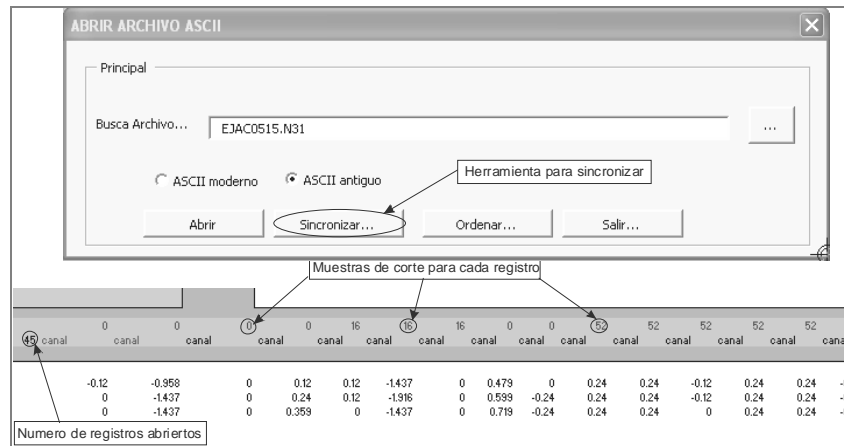 ABRIR ARCHIVO ASCII
Principal
Busca Archivo...
EJAC0515.N31
...
ASCII moderno
ASCII antiguo
Herramienta para sincronizar
Abrir
Sincronizar...
Ordenar...
Salir...
Muestras de corte para cada registro
0 0 0 0 16 16 16 0 0 52 52 52 52 52
45 canal canal canal canal canal canal canal canal canal canal canal canal
-0.12 -0.958 0 0.12 0.12 -1.437 0 0.479 0 0.24 0.24 -0.12 0.24 0.24
0 -1.437 0 0.24 0.12 -1.916 0 0.599 -0.24 0.24 0.24 -0.12 0.24 0.24
0 -1.437 0 0.359 0 -1.437 0 0.719 -0.24 0.24 0.24 0 0.24 0.24
Numero de registros abriertos